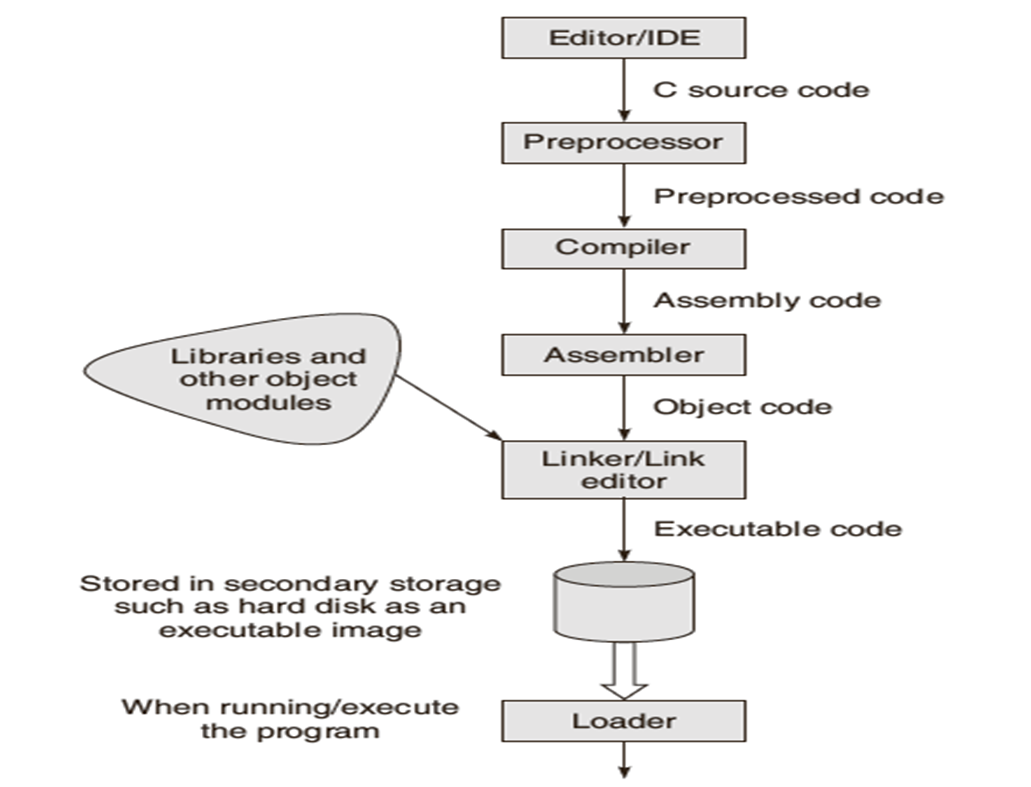 Editor/IDE
C source code
Preprocessor
Preprocessed code
Compiler
Assembly code
Assembler
Libraries and
other object
modules
Object code
Linker/Link
editor
Executable code
Stored in secondary storage
such as hard disk as an
executable image
When running/execute
the program
Loader